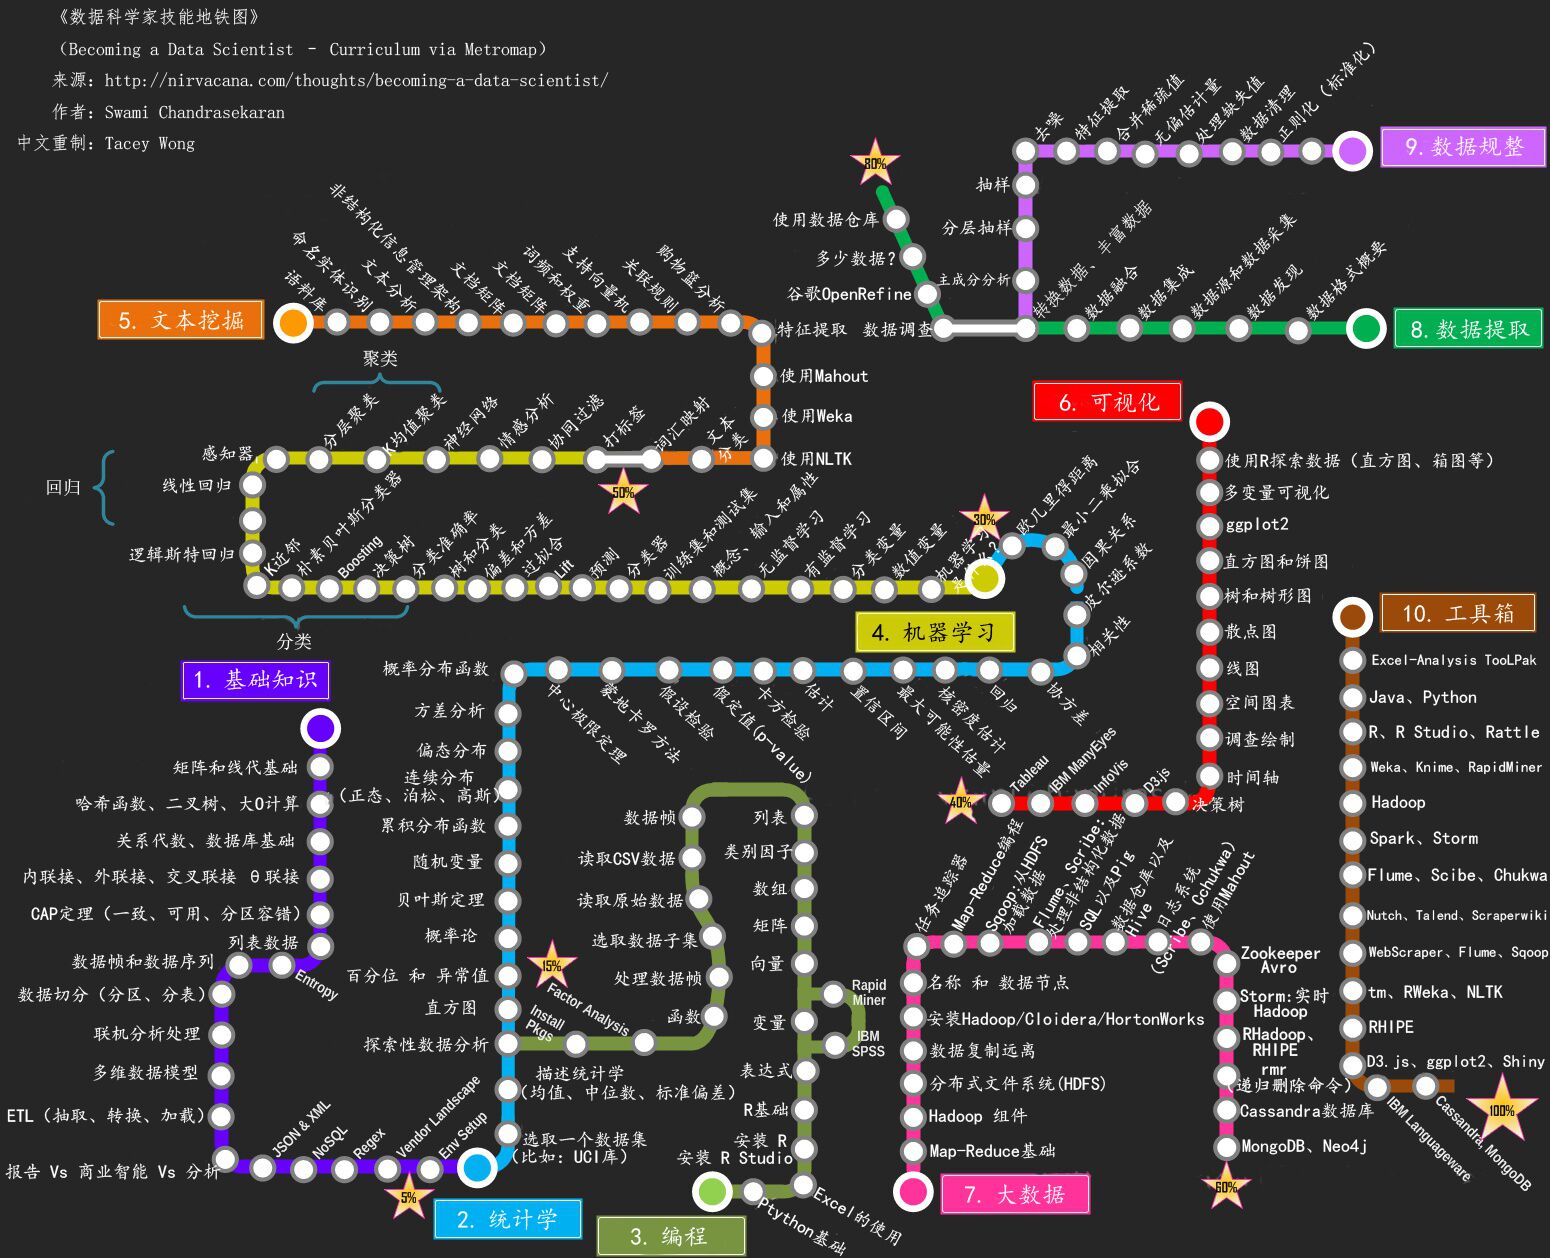 《数据科学家技能地铁图》
（Becoming a Data Scientist – Curriculum via Metromap）
来源：http://nirvacana.com/thoughts/becoming-a-data-scientist/
作者：Swami Chandrasekaran
中文重制：Tacey Wong
9.数据规整
去噪
特征提取
合并稀疏值
无偏估计量
处理缺失值
数据清理
正则化（标准化）
抽样
分层抽样
主成分分析
80%
使用数据仓库
多少数据?
谷歌OpenRefine
数据调查
转换数据、丰富数据
数据融合
数据集成
数据源和数据采集
数据发现
数据格式概要
8.数据提取
5. 文本挖掘
语料库
命名实体识别
文本分析
非结构化信息管理架构
文档矩阵
文档矩阵
词频和权重
支持向量机
关联规则
购物篮分析
特征提取
使用Mahout
使用Weka
使用NLTK
文本
分类
词汇映射
打标签
50%
协同过滤
情感分析
神经网络
K均值聚类
分层聚类
聚类
感知器
回归
线性回归
逻辑斯特回归
K近邻
朴素贝叶斯分类器
Boosting
决策树
分类准确率
树和分类
偏差和方差
过拟合
Lift
预测
分类器
训练集和测试集
概念、输入和属性
无监督学习
有监督学习
分类变量
数值变量
机器学习
是什么?
分类
30%
4. 机器学习
欧几里得距离
最小二乘拟合
因果关系
皮尔逊系数
相关性
协方差
回归
核密度估计
最大可能性估量
置信区间
估计
卡方检验
假定值(p-value)
假设检验
蒙地卡罗方法
中心极限定理
概率分布函数
方差分析
偏态分布
连续分布
（正态、泊松、高斯）
累积分布函数
随机变量
贝叶斯定理
概率论
百分位 和 异常值
直方图
探索性数据分析
描述统计学
（均值、中位数、标准偏差）
选取一个数据集
（比如：UCI库）
15%
Factor Analysis
Install
Pkgs
1. 基础知识
矩阵和线代基础
哈希函数、二叉树、大O计算
关系代数、数据库基础
内联接、外联接、交叉联接 θ联接
CAP定理（一致、可用、分区容错）
列表数据
Entropy
数据帧和数据序列
数据切分（分区、分表）
联机分析处理
多维数据模型
ETL（抽取、转换、加载）
报告 Vs 商业智能 Vs 分析
JSON & XML
NoSQL
Regex
Vendor Landscape
Env Setup
5%
2. 统计学
3. 编程
Ptython基础
Excel的使用
安装 R
安装 R Studio
R基础
表达式
变量
IBM
SPSS
Rapid
Miner
向量
矩阵
数组
类别因子
列表
数据帧
读取CSV数据
读取原始数据
选取数据子集
处理数据帧
函数
6. 可视化
使用R探索数据（直方图、箱图等）
多变量可视化
ggplot2
直方图和饼图
树和树形图
散点图
线图
空间图表
调查绘制
时间轴
决策树
D3.js
InfoVis
IBM ManyEyes
Tableau
40%
7. 大数据
Map-Reduce基础
Hadoop 组件
分布式文件系统(HDFS)
数据复制远离
安装Hadoop/Cloidera/HortonWorks
名称 和 数据节点
任务追踪器
Map-Reduce编程
Sqoop:从HDFS
加载数据
Flume、Scribe:
处理非结构化数据
SQL以及Pig
数据仓库以及
Hive
日志系统
(Scribe、Cchukwa)
使用Mahout
Zookeeper
Avro
Storm:实时
Hadoop
RHadoop、
RHIPE
rmr
（递归删除命令）
Cassandra数据库
MongoDB、Neo4j
60%
10. 工具箱
Excel-Analysis TooLPak
Java、Python
R、R Studio、Rattle
Weka、Knime、RapidMiner
Hadoop
Spark、Storm
Flume、Scibe、Chukwa
Nutch、Talend、Scraperwiki
WebScraper、Flume、Sqoop
tm、RWeka、NLTK
RHIPE
D3.js、ggplot2、Shiny
IBM Languageware
Cassandra、MongoDB
100%